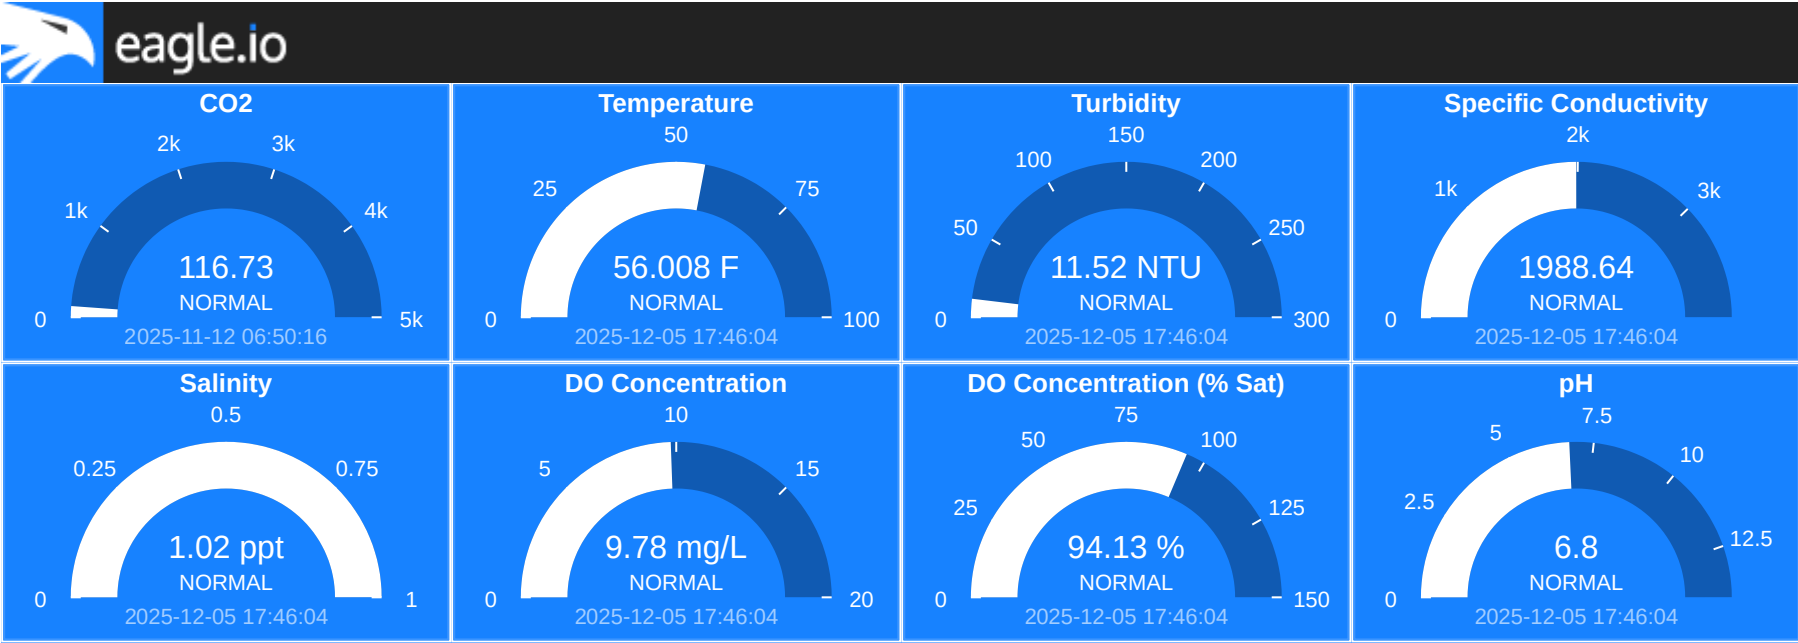 eagle.io
CO2
2k
3k
1k
4k
116.73
NORMAL
0
5k
2025-11-12 06:50:16
Temperature
50
25
75
56.008 F
NORMAL
0
100
2025-12-05 17:46:04
Turbidity
150
100
200
50
250
11.52 NTU
NORMAL
0
300
2025-12-05 17:46:04
Specific Conductivity
2k
1k
3k
1988.64
NORMAL
0
2025-12-05 17:46:04
Salinity
0.5
0.25
0.75
1.02 ppt
NORMAL
0
1
2025-12-05 17:46:04
DO Concentration
10
5
15
9.78 mg/L
NORMAL
0
20
2025-12-05 17:46:04
DO Concentration (% Sat)
75
50
100
25
125
94.13 %
NORMAL
0
150
2025-12-05 17:46:04
pH
7.5
5
10
2.5
12.5
6.8
NORMAL
0
2025-12-05 17:46:04